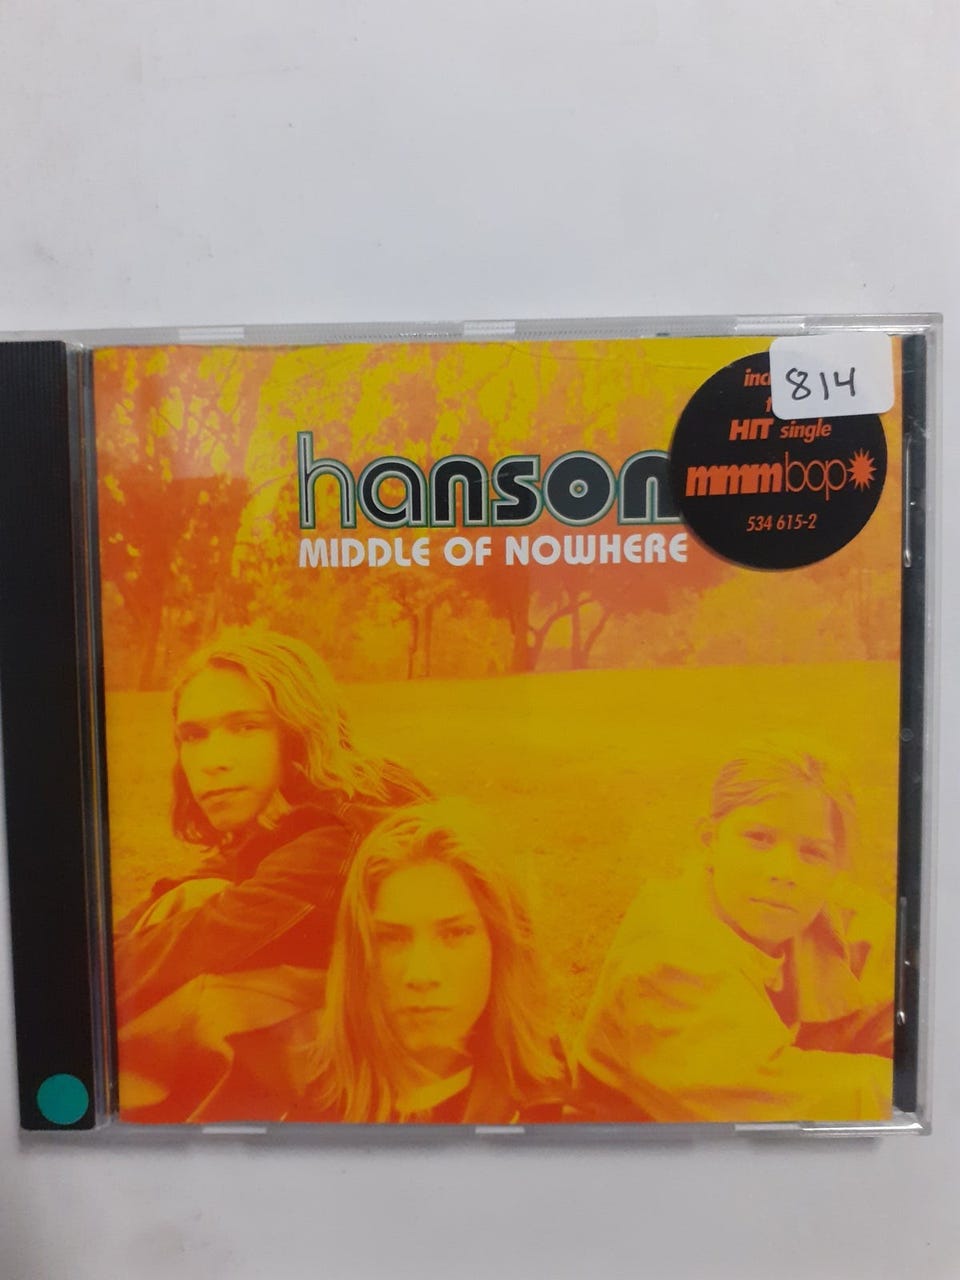 814
HIT single
mmmbop
534 615-2
hanson
MIDDLE OF NOWHERE